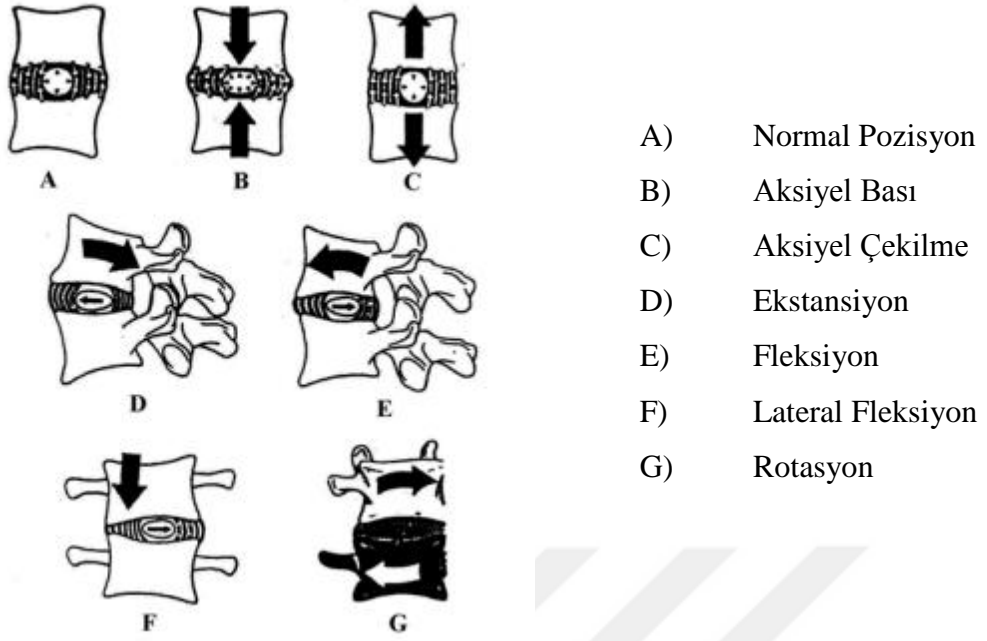 A
B
C
D
E
F
G
A) Normal Pozisyon
B) Aksiyel Bası
C) Aksiyel Çekilme
D) Ekstansiyon
E) Fleksiyon
F) Lateral Fleksiyon
G) Rotasyon